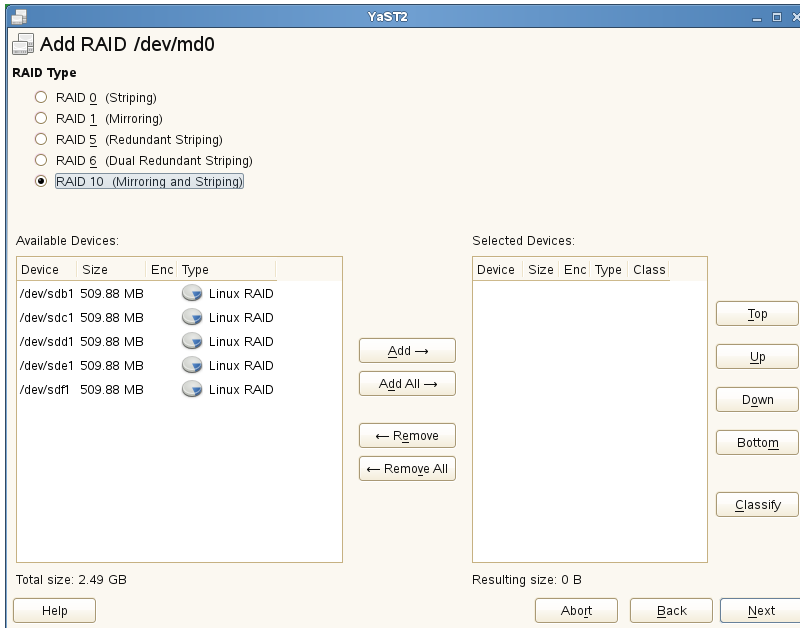 YaST2
Add RAID /dev/md0
RAID Type
RAID 0 (Striping)
RAID 1 (Mirroring)
RAID 5 (Redundant Striping)
RAID 6 (Dual Redundant Striping)
RAID 10 (Mirroring and Striping)
Available Devices:
Device Size Enc Type
/dev/sdb1 509.88 MB Linux RAID
/dev/sdc1 509.88 MB Linux RAID
/dev/sdd1 509.88 MB Linux RAID
/dev/sde1 509.88 MB Linux RAID
/dev/sdf1 509.88 MB Linux RAID
Total size: 2.49 GB
Add →
Add All →
← Remove
← Remove All
Selected Devices:
Device Size Enc Type Class
Resulting size: 0 B
Top
Up
Down
Bottom
Classify
Help
Abort
Back
Next